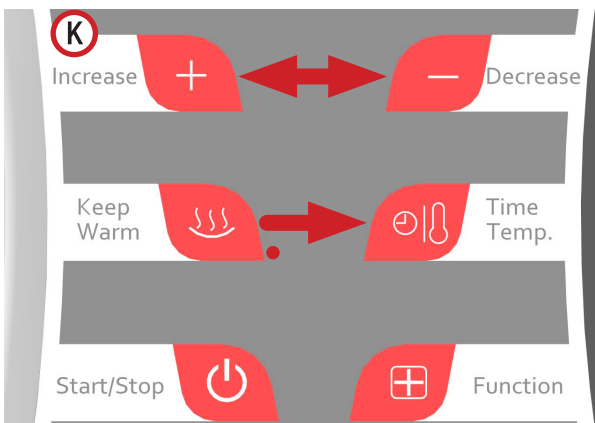 K
Increase
Decrease
Keep
Warm
Time
Temp.
Start/Stop
Function